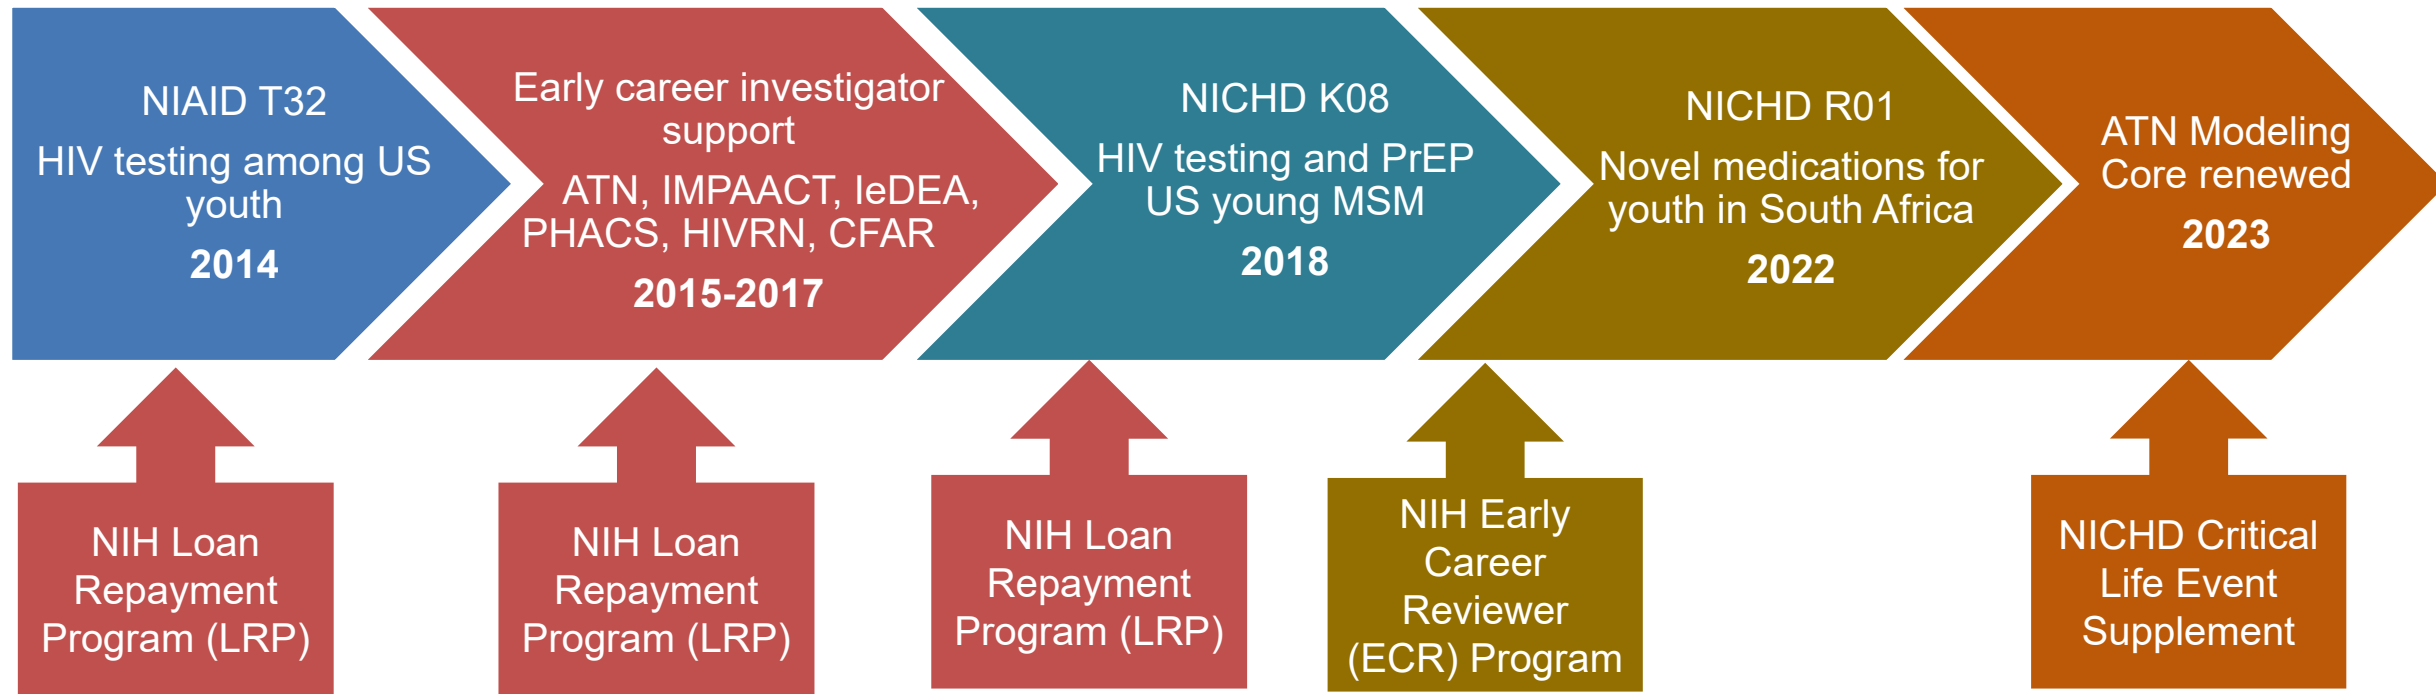 NIAID T32
HIV testing among US
youth
2014
Early career investigator
support
ATN, IMPAACT, IeDEA,
PHACS, HIVRN, CFAR
2015-2017
NICHD K08
HIV testing and PrEP
US young MSM
2018
NICHD R01
Novel medications for
youth in South Africa
2022
ATN Modeling
Core renewed
2023
NIH Loan
Repayment
Program (LRP)
NIH Loan
Repayment
Program (LRP)
NIH Loan
Repayment
Program (LRP)
NIH Early
Career
Reviewer
(ECR) Program
NICHD Critical
Life Event
Supplement